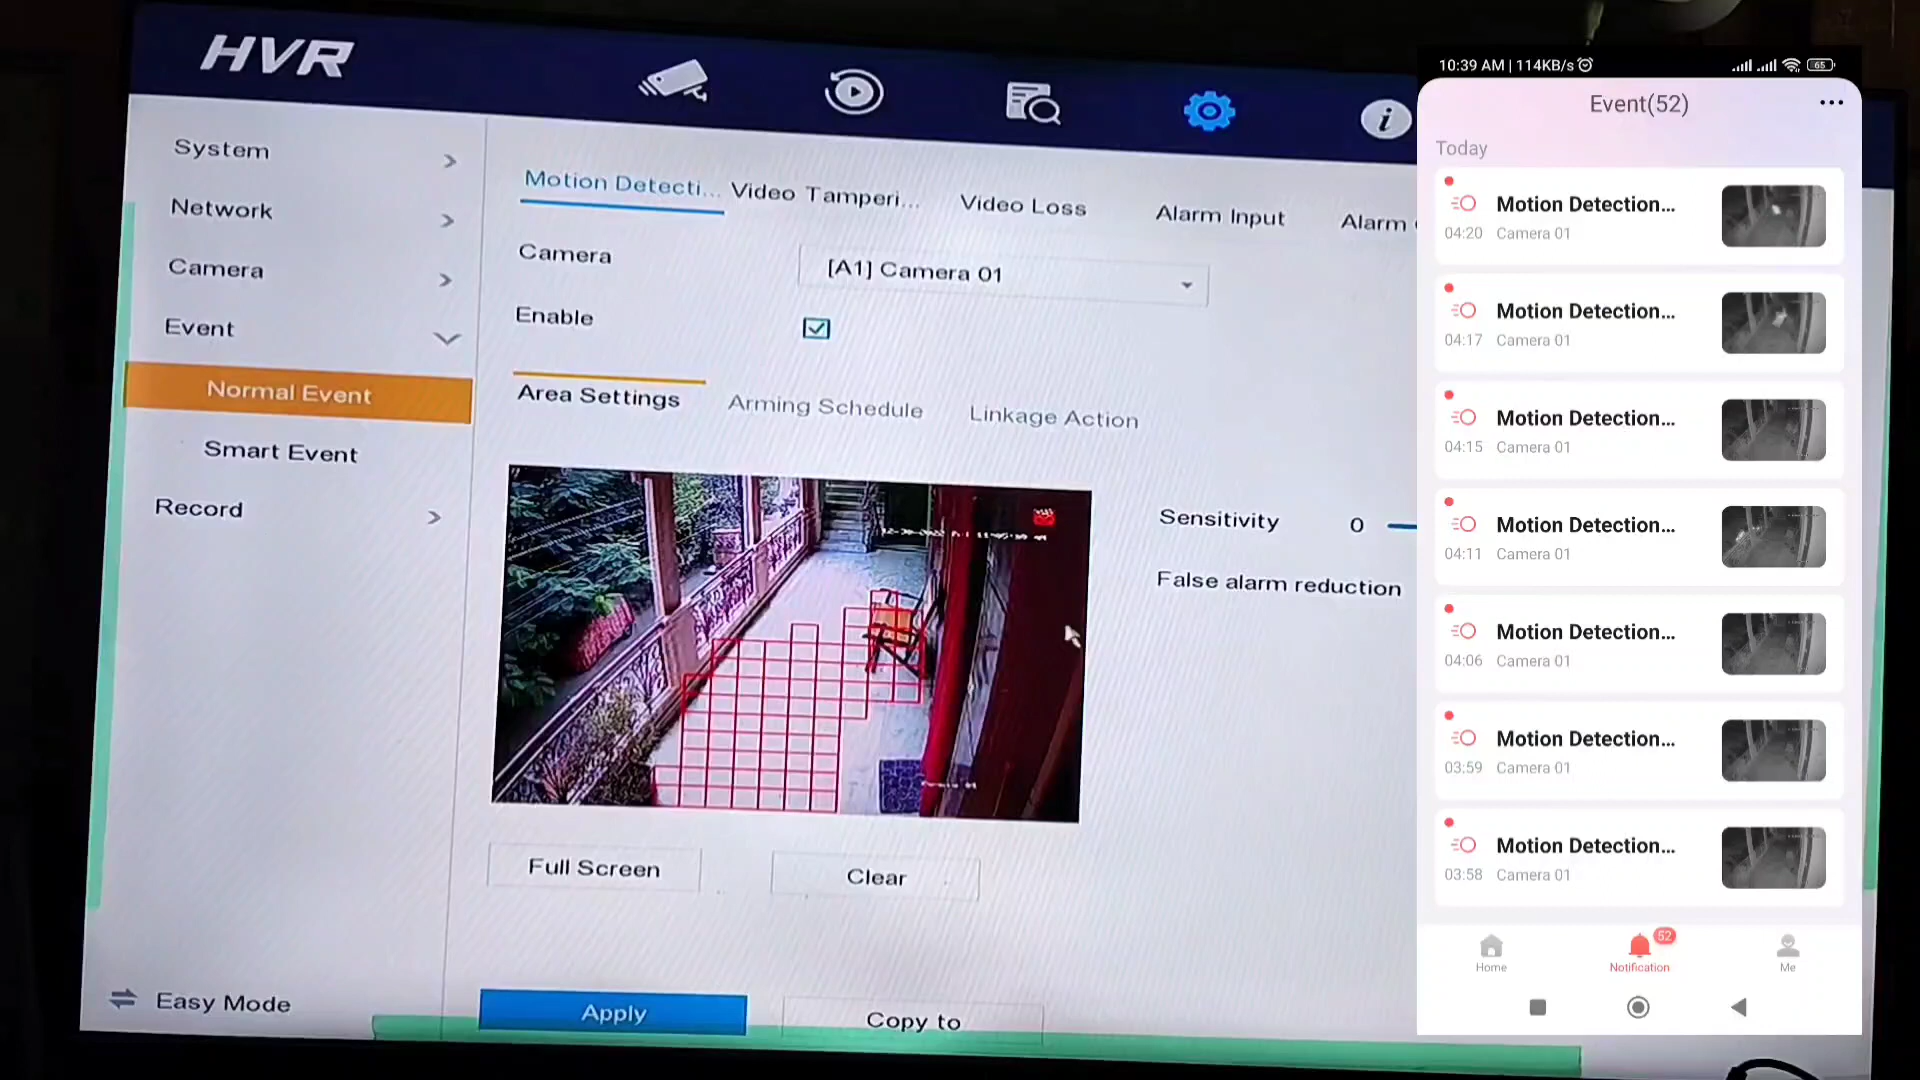 HVR
System
Network
Camera
Event
Normal Event
Smart Event
Record
Easy Mode
Motion Detecti...
Video Tamperi...
Video Loss
Alarm Input
Alarm
Camera
[A1] Camera 01
Enable
Area Settings
Arming Schedule
Linkage Action
Sensitivity
0
False alarm reduction
Full Screen
Clear
Apply
Copy to
10:39 AM | 114KB/s
65
Event(52)
Today
Motion Detection...
04:20 Camera 01
Motion Detection...
04:17 Camera 01
Motion Detection...
04:15 Camera 01
Motion Detection...
04:11 Camera 01
Motion Detection...
04:06 Camera 01
Motion Detection...
03:59 Camera 01
Motion Detection...
03:58 Camera 01
52
Home
Notification
Me